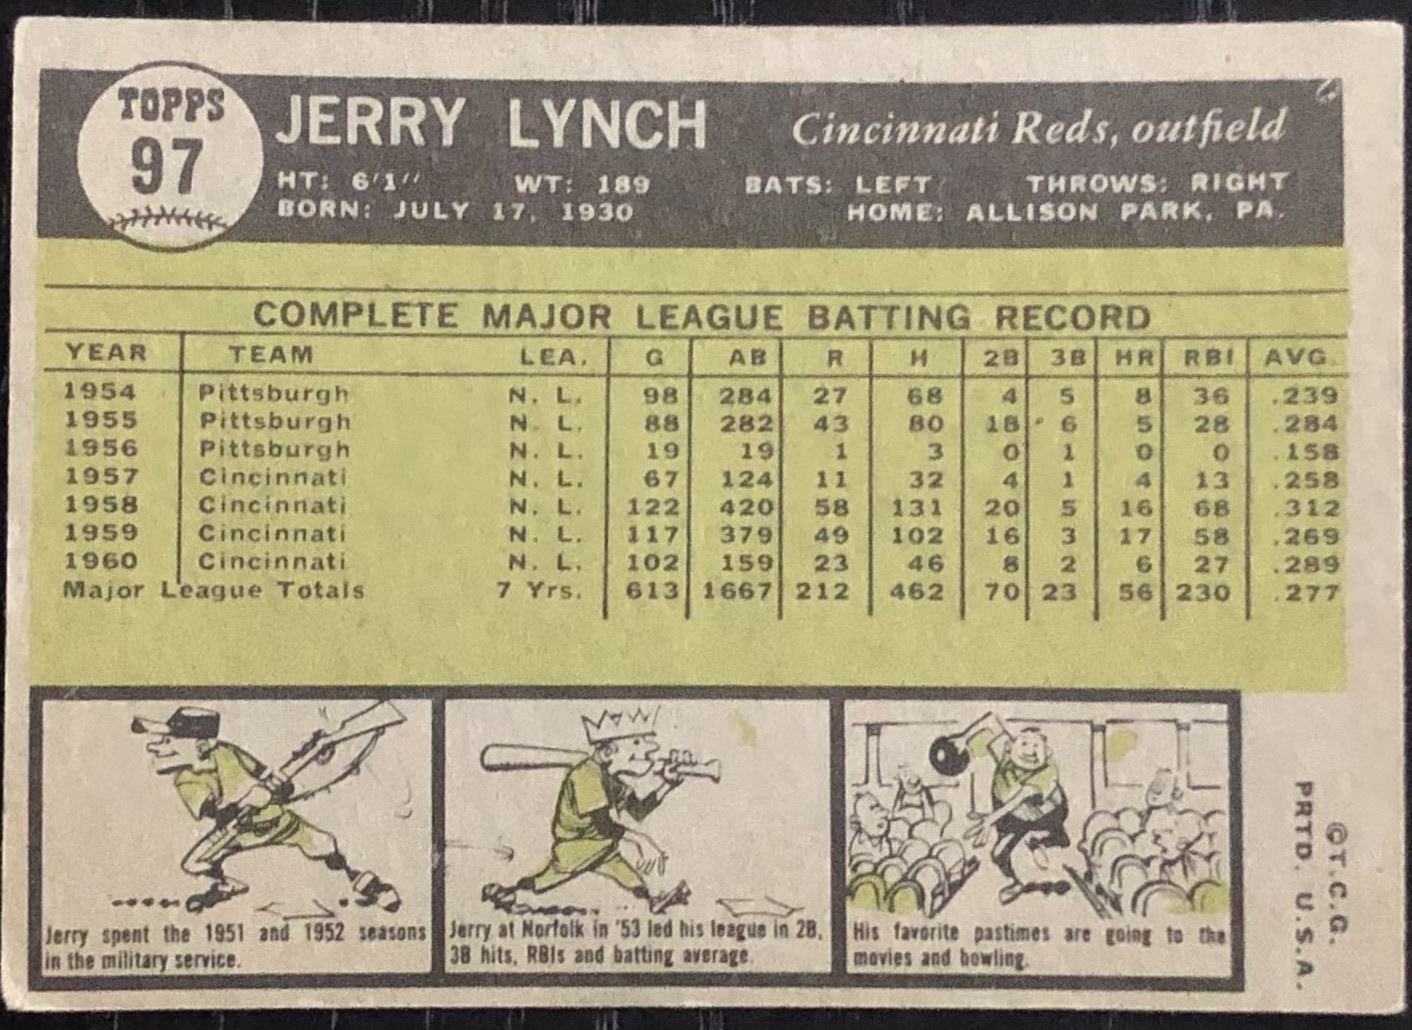 TOPPS
97
JERRY LYNCH
Cincinnati Reds, outfield
HT: 6'1" WT: 189 BATS: LEFT THROWS: RIGHT
BORN: JULY 17, 1930 HOME: ALLISON PARK, PA.
COMPLETE MAJOR LEAGUE BATTING RECORD
YEAR TEAM LEA. G AB R H 2B 3B HR RBI AVG.
1954 Pittsburgh N. L. 98 284 27 68 4 5 8 36 .239
1955 Pittsburgh N. L. 88 282 43 80 18 6 5 28 .284
1956 Pittsburgh N. L. 19 19 1 3 0 1 0 0 .158
1957 Cincinnati N. L. 67 124 11 32 4 1 4 13 .258
1958 Cincinnati N. L. 122 420 58 131 20 5 16 68 .312
1959 Cincinnati N. L. 117 379 49 102 16 3 17 58 .269
1960 Cincinnati N. L. 102 159 23 46 8 2 6 27 .289
Major League Totals 7 Yrs. 613 1667 212 462 70 23 56 230 .277
Jerry spent the 1951 and 1952 seasons
in the military service.
Jerry at Norfolk in '53 led his league in 2B,
3B hits, RBIs and batting average.
His favorite pastimes are going to the
movies and bowling.
©T.C.G.
PRTD. U.S.A.